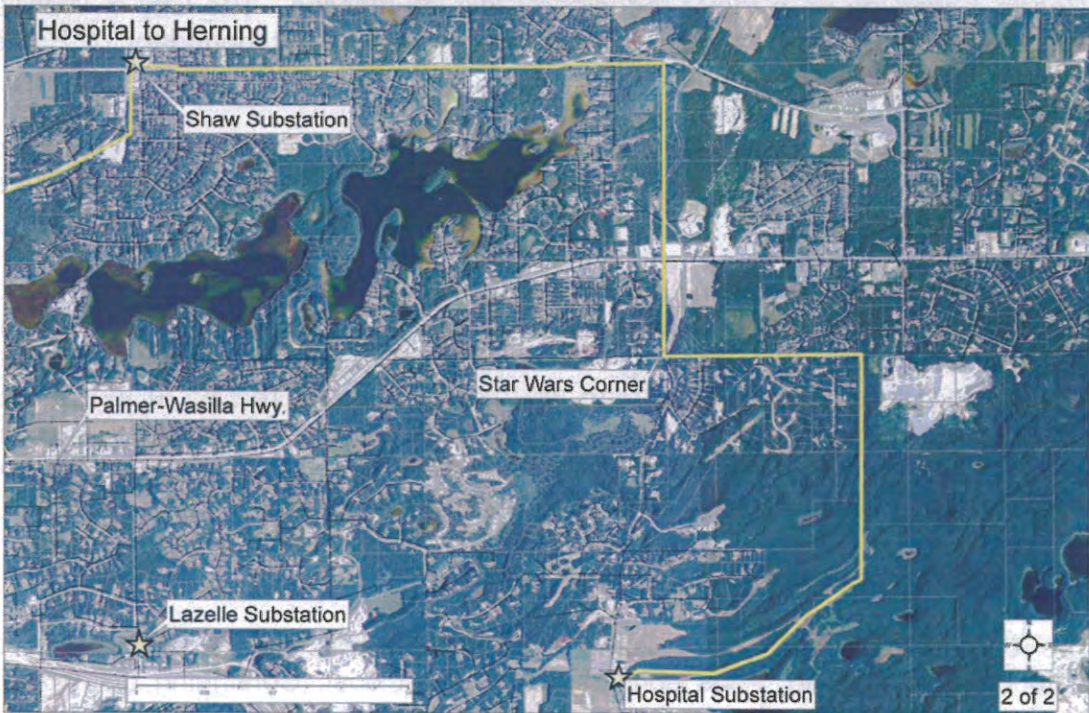 Hospital to Herning
Shaw Substation
Star Wars Corner
Palmer-Wasilla Hwy.
Lazelle Substation
Hospital Substation
2 of 2